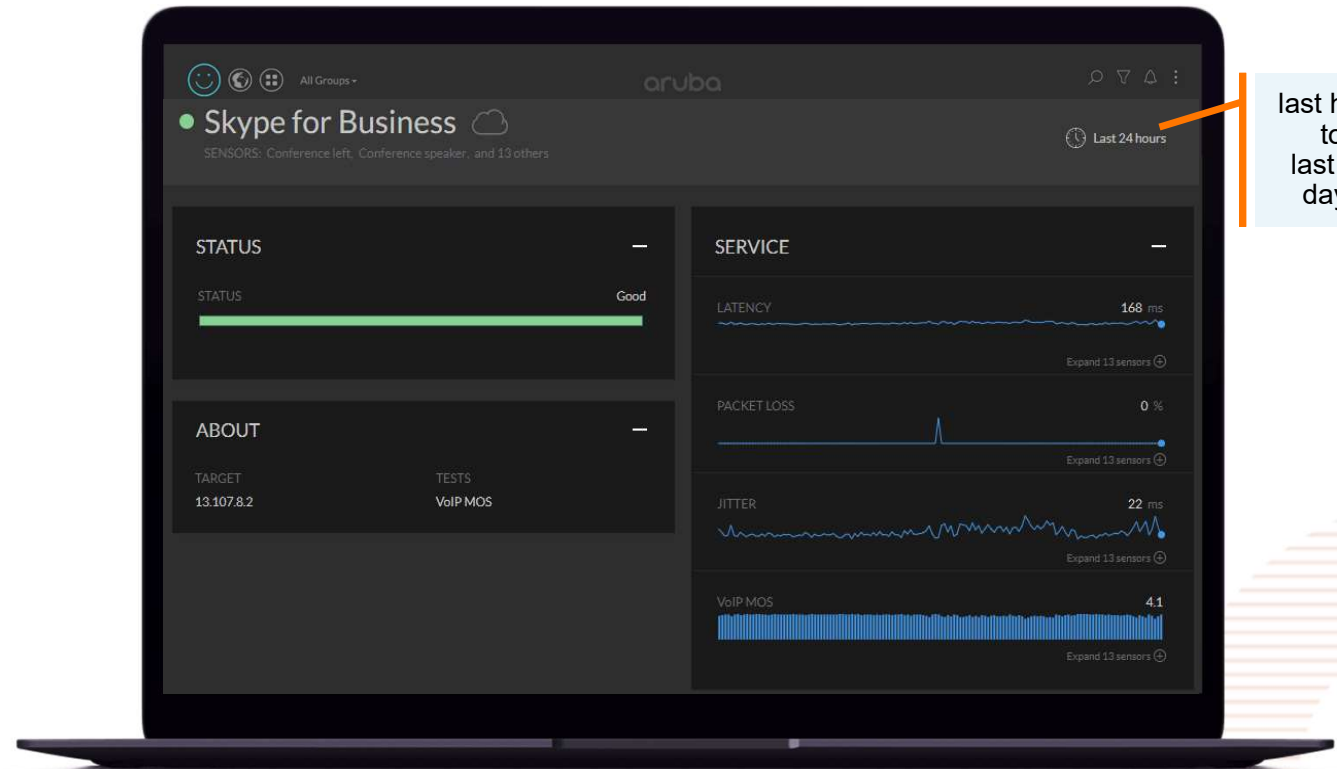 All Groups
aruba
Skype for Business
SENSORS: Conference left, Conference speaker, and 13 others
Last 24 hours
last
to
last
STATUS
STATUS Good
ABOUT
TARGET TESTS
13.107.8.2 VoIP MOS
SERVICE
LATENCY 168 ms
Expand 13 sensors
PACKET LOSS 0 %
Expand 13 sensors
JITTER 22 ms
Expand 13 sensors
VoIP MOS 4.1
Expand 13 sensors